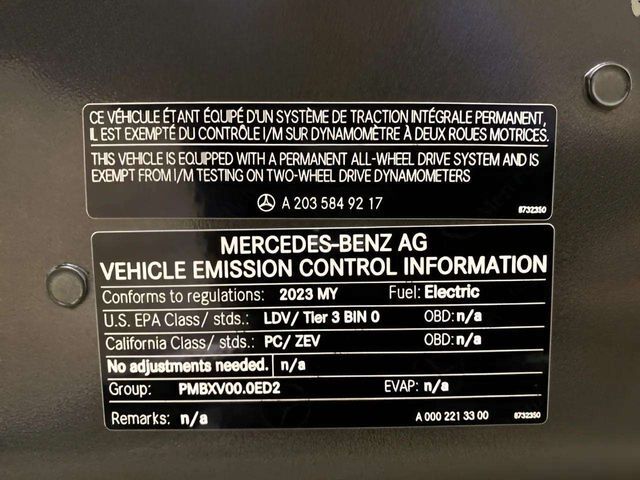 CE VÉHICULE ÉTANT ÉQUIPÉ D'UN SYSTÈME DE TRACTION INTÉGRALE PERMANENT,
IL EST EXEMPTÉ DU CONTRÔLE I/M SUR DYNAMOMÈTRE À DEUX ROUES MOTRICES.
THIS VEHICLE IS EQUIPPED WITH A PERMANENT ALL-WHEEL DRIVE SYSTEM AND IS
EXEMPT FROM I/M TESTING ON TWO-WHEEL DRIVE DYNAMOMETERS
A 203 584 92 17
8732350
MERCEDES-BENZ AG
VEHICLE EMISSION CONTROL INFORMATION
Conforms to regulations: 2023 MY Fuel: Electric
U.S. EPA Class/ stds.: LDV/ Tier 3 BIN 0 OBD: n/a
California Class/ stds.: PC/ ZEV OBD: n/a
No adjustments needed. n/a
Group: PMBXV00.0ED2 EVAP: n/a
Remarks: n/a A 000 221 33 00 8732350